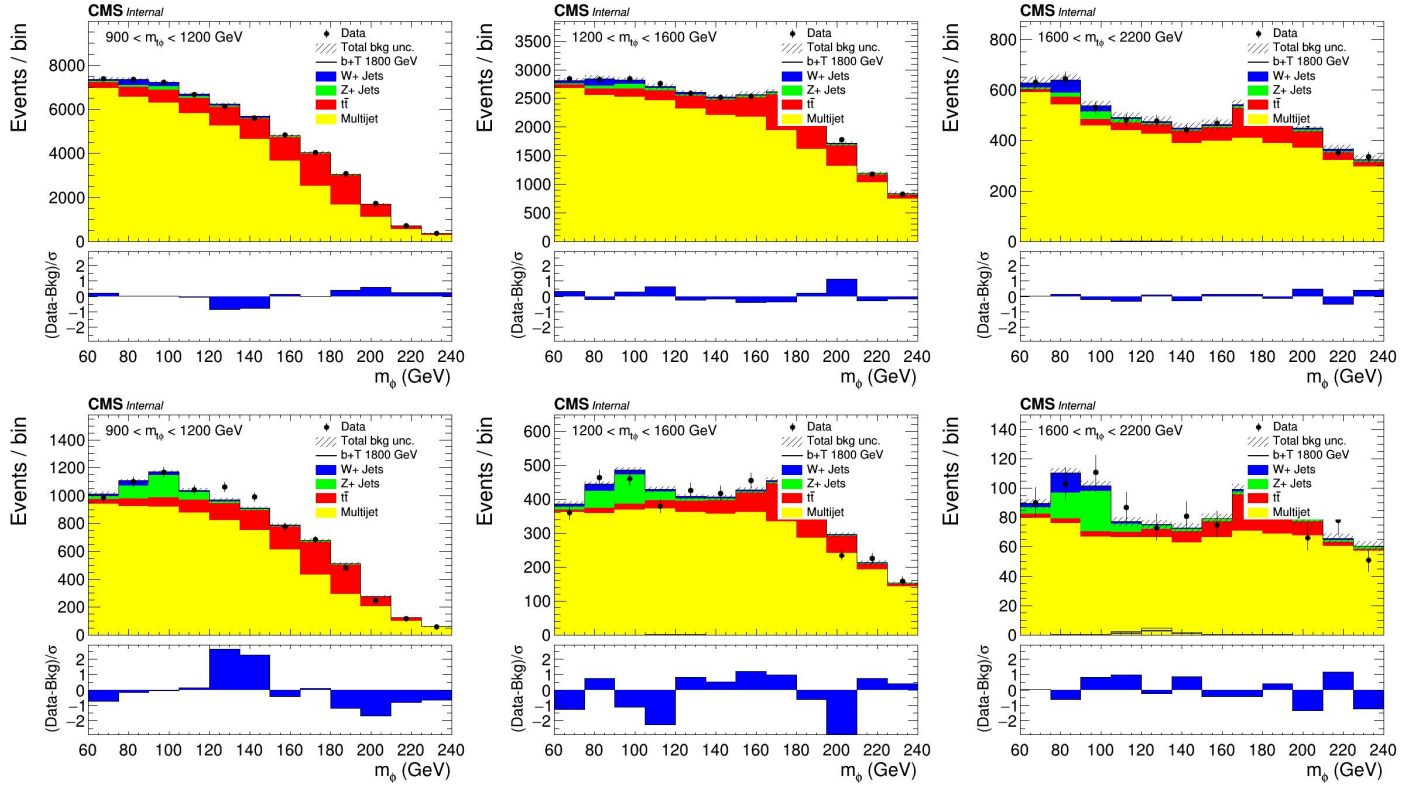 CMS Internal
900 < mtϕ < 1200 GeV
Events / bin
8000
6000
4000
2000
0
Data
Total bkg unc.
b+T 1800 GeV
W+ Jets
Z+ Jets
tt̄
Multijet
(Data-Bkg)/σ
2
1
0
−1
−2
60 80 100 120 140 160 180 200 220 240
mϕ (GeV)
CMS Internal
1200 < mtϕ < 1600 GeV
Events / bin
3500
3000
2500
2000
1500
1000
500
0
Data
Total bkg unc.
b+T 1800 GeV
W+ Jets
Z+ Jets
tt̄
Multijet
(Data-Bkg)/σ
2
1
0
−1
−2
60 80 100 120 140 160 180 200 220 240
mϕ (GeV)
CMS Internal
1600 < mtϕ < 2200 GeV
Events / bin
800
600
400
200
0
Data
Total bkg unc.
b+T 1800 GeV
W+ Jets
Z+ Jets
tt̄
Multijet
(Data-Bkg)/σ
2
1
0
−1
−2
60 80 100 120 140 160 180 200 220 240
mϕ (GeV)
CMS Internal
900 < mtϕ < 1200 GeV
Events / bin
1400
1200
1000
800
600
400
200
0
Data
Total bkg unc.
b+T 1800 GeV
W+ Jets
Z+ Jets
tt̄
Multijet
(Data-Bkg)/σ
2
1
0
−1
−2
60 80 100 120 140 160 180 200 220 240
mϕ (GeV)
CMS Internal
1200 < mtϕ < 1600 GeV
Events / bin
600
500
400
300
200
100
0
Data
Total bkg unc.
b+T 1800 GeV
W+ Jets
Z+ Jets
tt̄
Multijet
(Data-Bkg)/σ
2
1
0
−1
−2
60 80 100 120 140 160 180 200 220 240
mϕ (GeV)
CMS Internal
1600 < mtϕ < 2200 GeV
Events / bin
140
120
100
80
60
40
20
0
Data
Total bkg unc.
b+T 1800 GeV
W+ Jets
Z+ Jets
tt̄
Multijet
(Data-Bkg)/σ
2
1
0
−1
−2
60 80 100 120 140 160 180 200 220 240
mϕ (GeV)